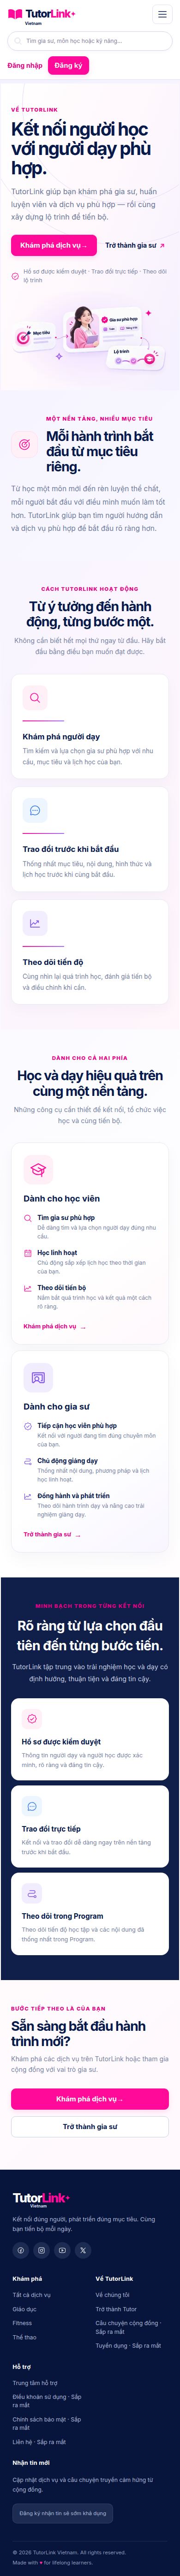 TutorLink
Vietnam
Tìm gia sư, môn học hoặc kỹ năng...
Đăng nhập
Đăng ký
VỀ TUTORLINK
Kết nối người học
với người dạy phù
hợp.
TutorLink giúp bạn khám phá gia sư, huấn
luyện viên và dịch vụ phù hợp — rồi cùng
xây dựng lộ trình để tiến bộ.
Khám phá dịch vụ→
Trở thành gia sư ↗
Hồ sơ được kiểm duyệt · Trao đổi trực tiếp · Theo dõi
lộ trình
Mục tiêu
Gia sư phù hợp
Lộ trình
MỘT NỀN TẢNG, NHIỀU MỤC TIÊU
Mỗi hành trình bắt
đầu từ mục tiêu
riêng.
Từ học một môn mới đến rèn luyện thể chất,
mỗi người bắt đầu với điều mình muốn làm tốt
hơn. TutorLink giúp bạn tìm người hướng dẫn
và dịch vụ phù hợp để bắt đầu rõ ràng hơn.
CÁCH TUTORLINK HOẠT ĐỘNG
Từ ý tưởng đến hành
động, từng bước một.
Không cần biết hết mọi thứ ngay từ đầu. Hãy bắt
đầu bằng điều bạn muốn đạt được.
Khám phá người dạy
Tìm kiếm và lựa chọn gia sư phù hợp với nhu
cầu, mục tiêu và lịch học của bạn.
Trao đổi trước khi bắt đầu
Thống nhất mục tiêu, nội dung, hình thức và
lịch học trước khi cùng bắt đầu.
Theo dõi tiến độ
Cùng nhìn lại quá trình học, đánh giá tiến bộ
và điều chỉnh khi cần.
DÀNH CHO CẢ HAI PHÍA
Học và dạy hiệu quả trên
cùng một nền tảng.
Những công cụ cần thiết để kết nối, tổ chức việc
học và cùng tiến bộ.
Dành cho học viên
Tìm gia sư phù hợp
Dễ dàng tìm và lựa chọn người dạy đúng nhu
cầu.
Học linh hoạt
Chủ động sắp xếp lịch học theo thời gian
của bạn.
Theo dõi tiến bộ
Nắm bắt quá trình học và kết quả một cách
rõ ràng.
Khám phá dịch vụ →
Dành cho gia sư
Tiếp cận học viên phù hợp
Kết nối với người đang tìm đúng chuyên môn
của bạn.
Chủ động giảng dạy
Thống nhất nội dung, phương pháp và lịch
học linh hoạt.
Đồng hành và phát triển
Theo dõi hành trình dạy và nâng cao trải
nghiệm giảng dạy.
Trở thành gia sư →
MINH BẠCH TRONG TỪNG KẾT NỐI
Rõ ràng từ lựa chọn đầu
tiên đến từng bước tiến.
TutorLink tập trung vào trải nghiệm học và dạy có
định hướng, thuận tiện và đáng tin cậy.
Hồ sơ được kiểm duyệt
Thông tin người dạy và người học được xác
minh, rõ ràng và đáng tin cậy.
Trao đổi trực tiếp
Kết nối và trao đổi dễ dàng ngay trên nền tảng
trước khi bắt đầu.
Theo dõi trong Program
Theo dõi tiến độ học tập và các nội dung đã
thống nhất trong Program.
BƯỚC TIẾP THEO LÀ CỦA BẠN
Sẵn sàng bắt đầu hành
trình mới?
Khám phá các dịch vụ trên TutorLink hoặc tham gia
cộng đồng với vai trò gia sư.
Khám phá dịch vụ→
Trở thành gia sư
TutorLink
Vietnam
Kết nối đúng người, phát triển đúng mục tiêu. Cùng
bạn tiến bộ mỗi ngày.
Khám phá
Về TutorLink
Tất cả dịch vụ
Về chúng tôi
Giáo dục
Trở thành Tutor
Fitness
Câu chuyện cộng đồng ·
Sắp ra mắt
Thể thao
Tuyển dụng · Sắp ra mắt
Hỗ trợ
Trung tâm hỗ trợ
Điều khoản sử dụng · Sắp
ra mắt
Chính sách bảo mật · Sắp
ra mắt
Liên hệ · Sắp ra mắt
Nhận tin mới
Cập nhật dịch vụ và câu chuyện truyền cảm hứng từ
cộng đồng.
Đăng ký nhận tin sẽ sớm khả dụng
© 2026 TutorLink Vietnam. All rights reserved.
Made with ♥ for lifelong learners.